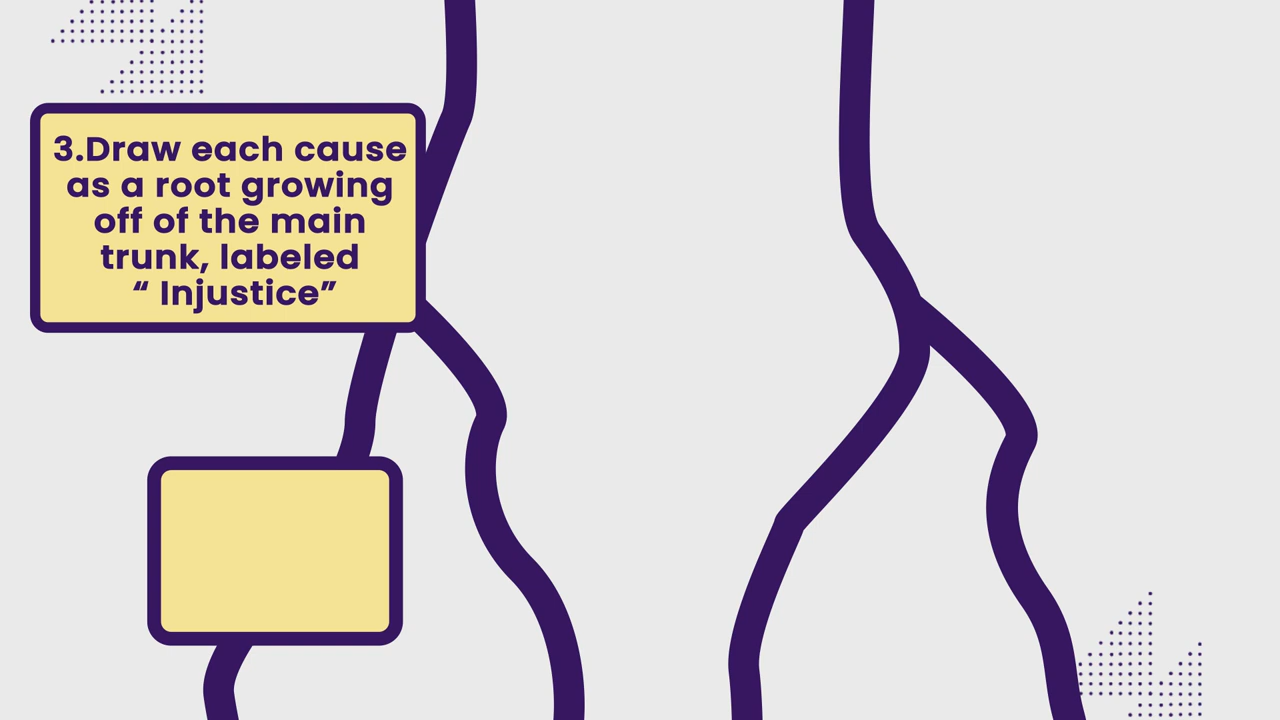 3.Draw each cause
as a root growing
off of the main
trunk, labeled
“ Injustice”